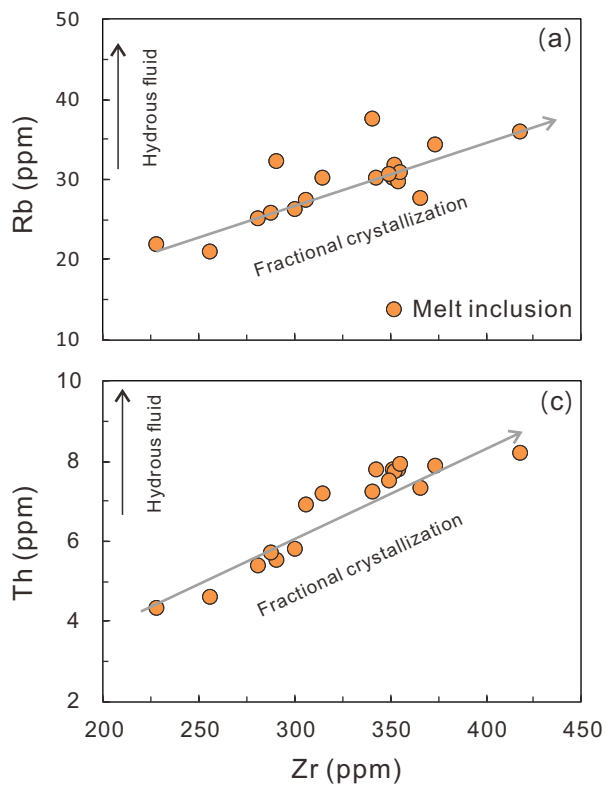 50
(a)
Hydrous fluid
40
Rb (ppm)
30
Fractional crystallization
20
Melt inclusion
10
10
(c)
Hydrous fluid
8
Th (ppm)
6
Fractional crystallization
4
2
200 250 300 350 400 450
Zr (ppm)